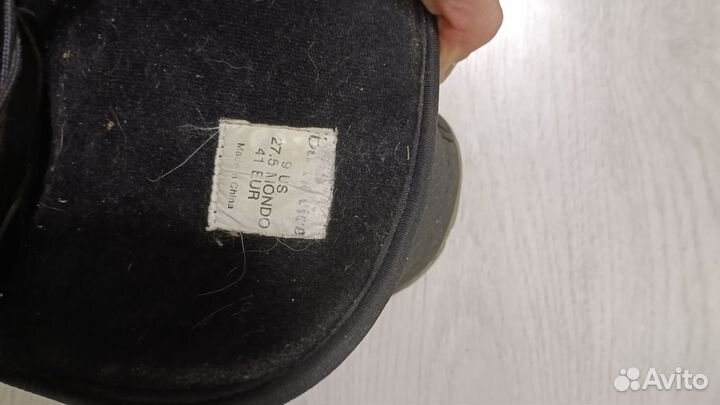 9 US
27.5 MONDO
41 EUR
Made in China
Avito